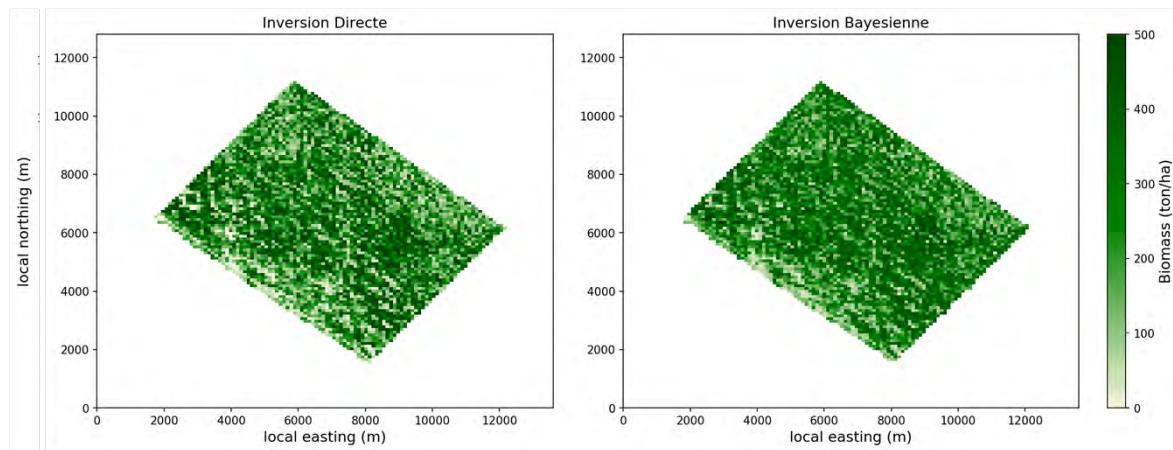 Inversion Directe
Inversion Bayesienne
12000
10000
8000
6000
4000
2000
0
local northing (m)
0 2000 4000 6000 8000 10000 12000
local easting (m)
12000
10000
8000
6000
4000
2000
0
0 2000 4000 6000 8000 10000 12000
local easting (m)
500
400
300
200
100
0
Biomass (ton/ha)